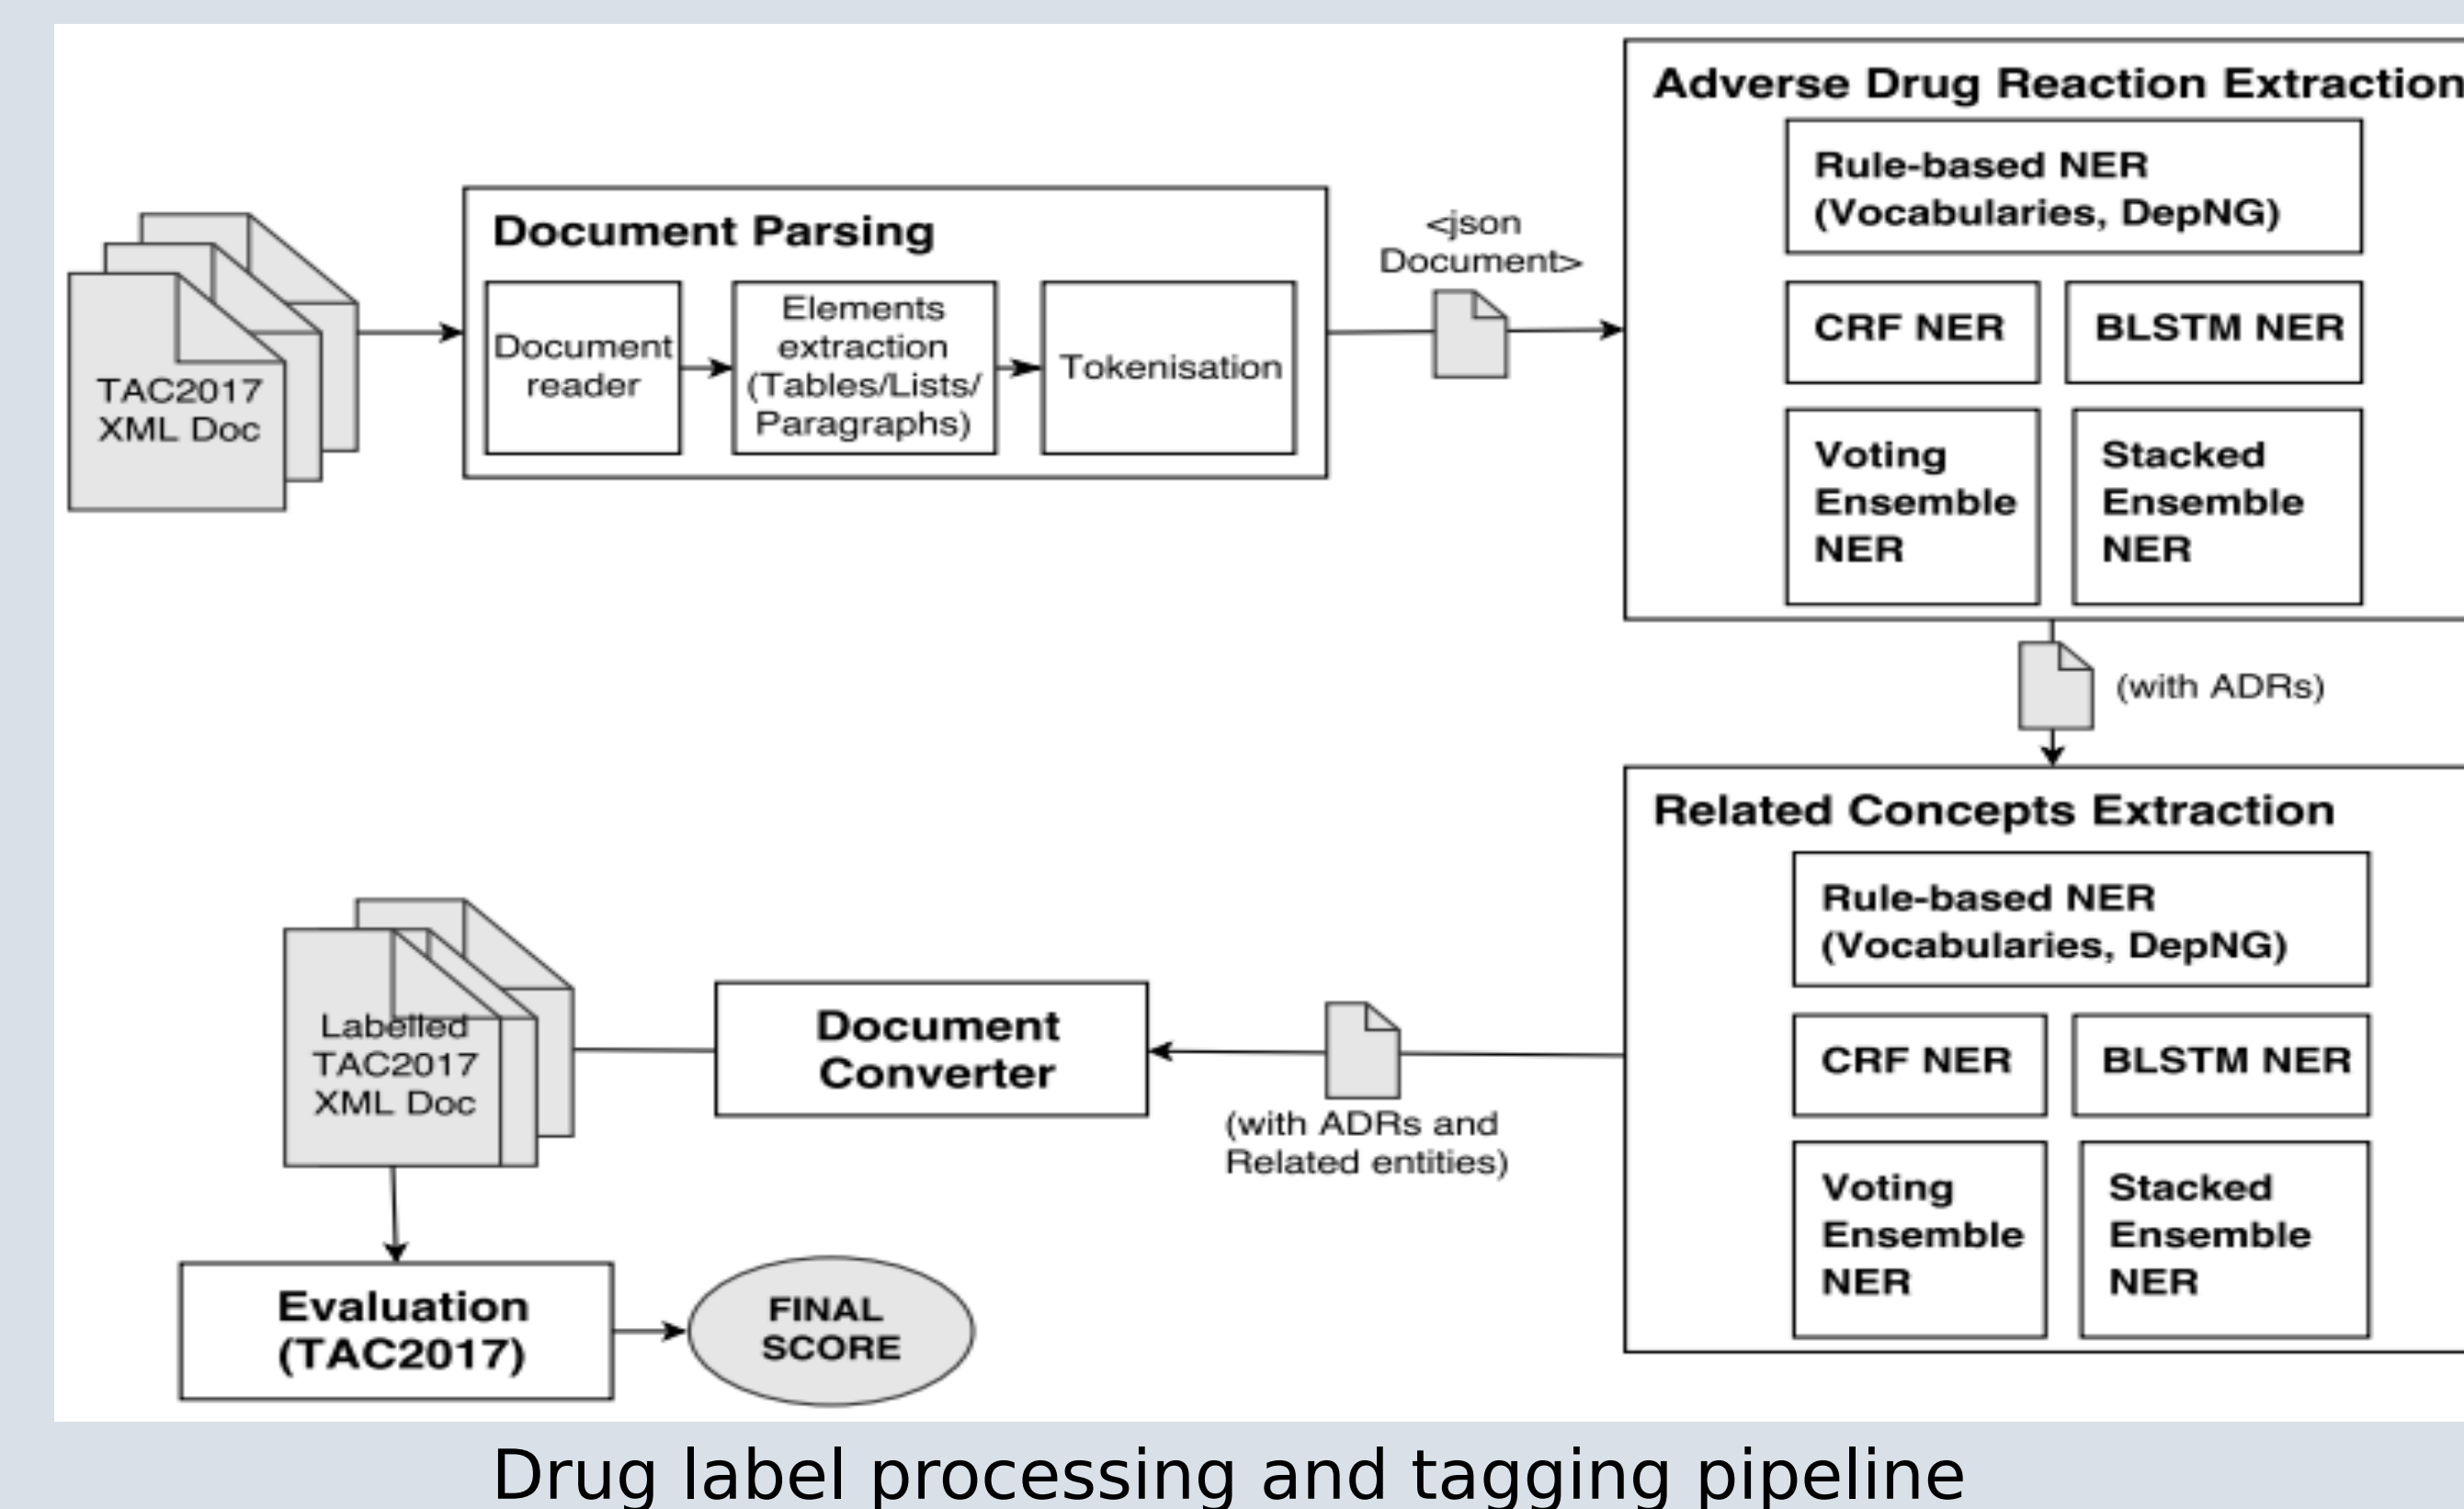 TAC2017
XML Doc
Document Parsing
Document
reader
Elements
extraction
(Tables/Lists/
Paragraphs)
Tokenisation
<json
Document>
Adverse Drug Reaction Extraction
Rule-based NER
(Vocabularies, DepNG)
CRF NER
BLSTM NER
Voting
Ensemble
NER
Stacked
Ensemble
NER
(with ADRs)
Related Concepts Extraction
Rule-based NER
(Vocabularies, DepNG)
CRF NER
BLSTM NER
Voting
Ensemble
NER
Stacked
Ensemble
NER
(with ADRs and
Related entities)
Document
Converter
Labelled
TAC2017
XML Doc
Evaluation
(TAC2017)
FINAL
SCORE
Drug label processing and tagging pipeline